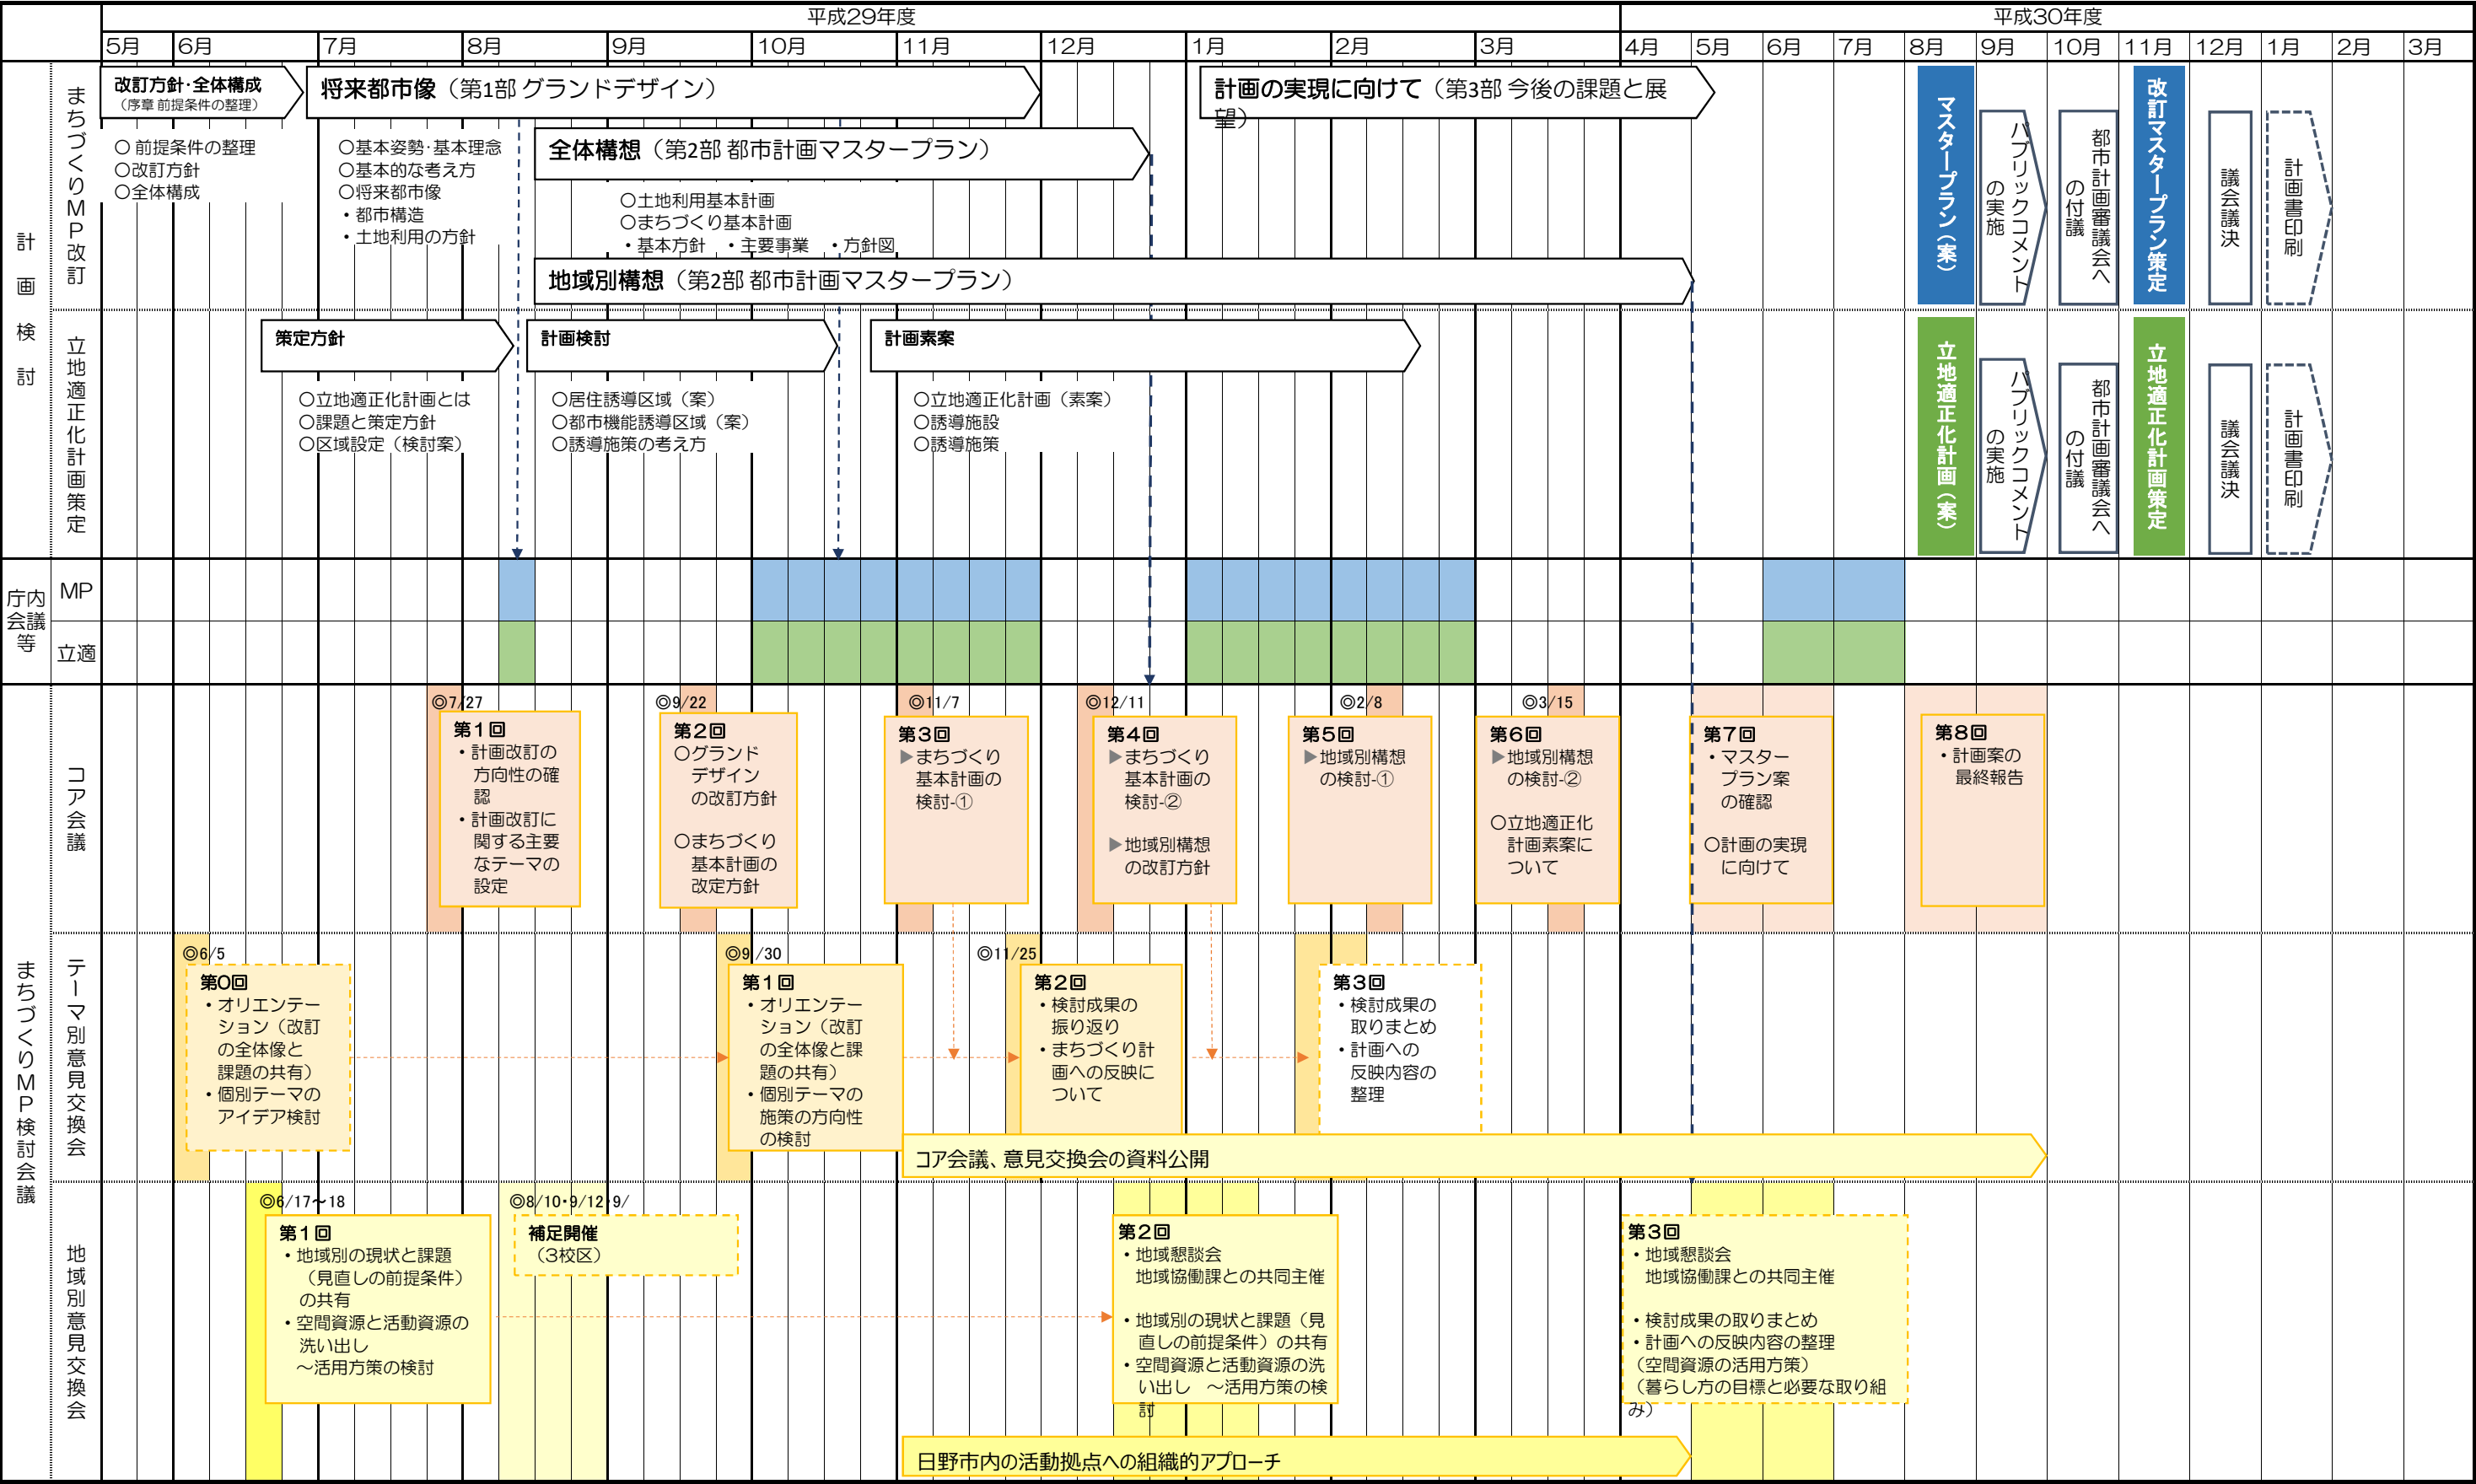 平成29年度
平成30年度
5月
6月
7月
8月
9月
10月
11月
12月
1月
2月
3月
4月
5月
6月
7月
8月
9月
10月
11月
12月
1月
2月
3月
計画検討
まちづくりMP改訂
改訂方針･全体構成
（序章 前提条件の整理）
〇 前提条件の整理
〇改訂方針
〇全体構成
将来都市像（第1部 グランドデザイン）
〇基本姿勢･基本理念
〇基本的な考え方
〇将来都市像
・都市構造
・土地利用の方針
全体構想（第2部 都市計画マスタープラン）
〇土地利用基本計画
〇まちづくり基本計画
・基本方針　・主要事業　・方針図
地域別構想（第2部 都市計画マスタープラン）
計画の実現に向けて（第3部 今後の課題と展
望）
マスタープラン（案）
パブリックコメント
の実施
都市計画審議会へ
の付議
改訂マスタープラン策定
議会議決
計画書印刷
立地適正化計画策定
策定方針
〇立地適正化計画とは
〇課題と策定方針
〇区域設定（検討案）
計画検討
〇居住誘導区域（案）
〇都市機能誘導区域（案）
〇誘導施策の考え方
計画素案
〇立地適正化計画（素案）
〇誘導施設
〇誘導施策
立地適正化計画（案）
パブリックコメント
の実施
都市計画審議会へ
の付議
立地適正化計画策定
議会議決
計画書印刷
庁内
会議
等
MP
立適
まちづくりMP検討会議
コア会議
◎7/27
第１回
・計画改訂の
方向性の確
認
・計画改訂に
関する主要
なテーマの
設定
◎9/22
第２回
〇グランド
デザイン
の改訂方針
〇まちづくり
基本計画の
改定方針
◎11/7
第３回
▶まちづくり
基本計画の
検討-①
◎12/11
第４回
▶まちづくり
基本計画の
検討-②
▶地域別構想
の改訂方針
◎2/8
第５回
▶地域別構想
の検討-①
◎3/15
第６回
▶地域別構想
の検討-②
〇立地適正化
計画素案に
ついて
第７回
・マスター
プラン案
の確認
〇計画の実現
に向けて
第８回
・計画案の
最終報告
テーマ別意見交換会
◎6/5
第0回
・オリエンテー
ション（改訂
の全体像と
課題の共有）
・個別テーマの
アイデア検討
◎9/30
第１回
・オリエンテー
ション（改訂
の全体像と課
題の共有）
・個別テーマの
施策の方向性
の検討
◎11/25
第２回
・検討成果の
振り返り
・まちづくり計
画への反映に
ついて
第３回
・検討成果の
取りまとめ
・計画への
反映内容の
整理
コア会議、意見交換会の資料公開
地域別意見交換会
◎6/17～18
第１回
・地域別の現状と課題
（見直しの前提条件）
の共有
・空間資源と活動資源の
洗い出し
～活用方策の検討
◎8/10･9/12･9/
補足開催
（3校区）
第２回
・地域懇談会
地域協働課との共同主催
・地域別の現状と課題（見
直しの前提条件）の共有
・空間資源と活動資源の洗
い出し　～活用方策の検
討
第３回
・地域懇談会
地域協働課との共同主催
・検討成果の取りまとめ
・計画への反映内容の整理
（空間資源の活用方策）
（暮らし方の目標と必要な取り組
み）
日野市内の活動拠点への組織的アプローチ